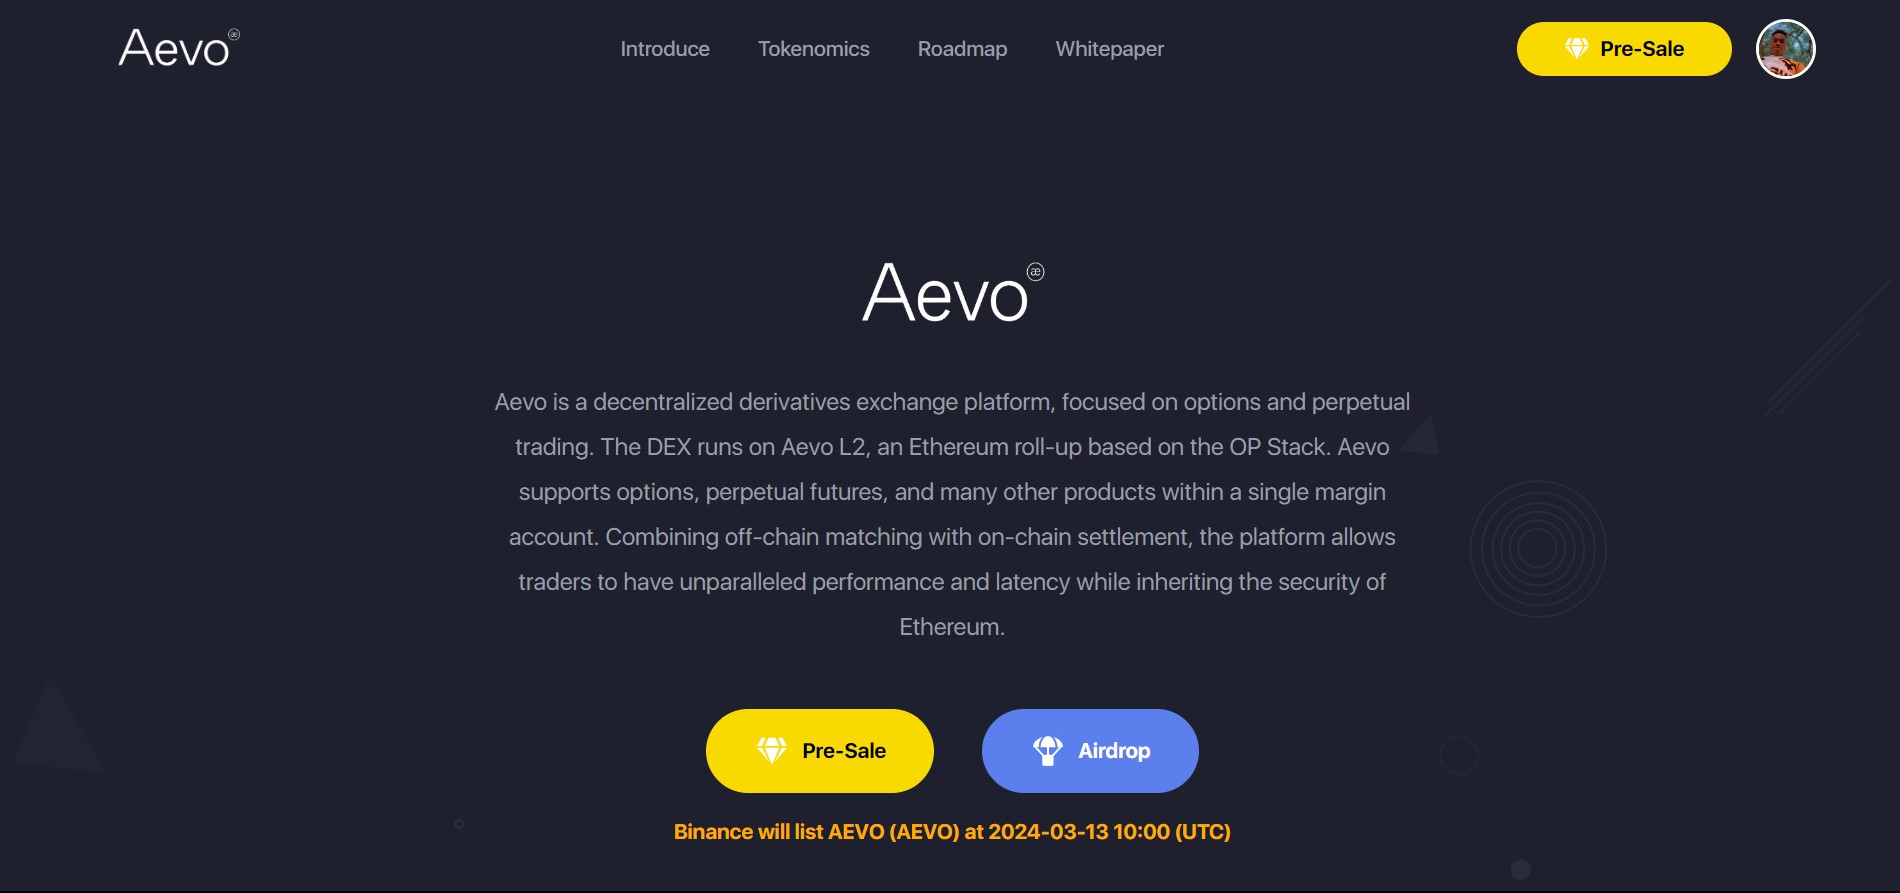 Aevo æ
Introduce
Tokenomics
Roadmap
Whitepaper
Pre-Sale
Aevo æ
Aevo is a decentralized derivatives exchange platform, focused on options and perpetual
trading. The DEX runs on Aevo L2, an Ethereum roll-up based on the OP Stack. Aevo
supports options, perpetual futures, and many other products within a single margin
account. Combining off-chain matching with on-chain settlement, the platform allows
traders to have unparalleled performance and latency while inheriting the security of
Ethereum.
Pre-Sale
Airdrop
Binance will list AEVO (AEVO) at 2024-03-13 10:00 (UTC)